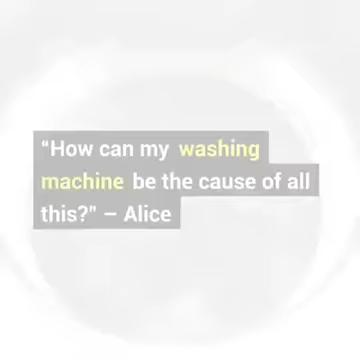 “How can my washing
machine be the cause of all
this?” – Alice